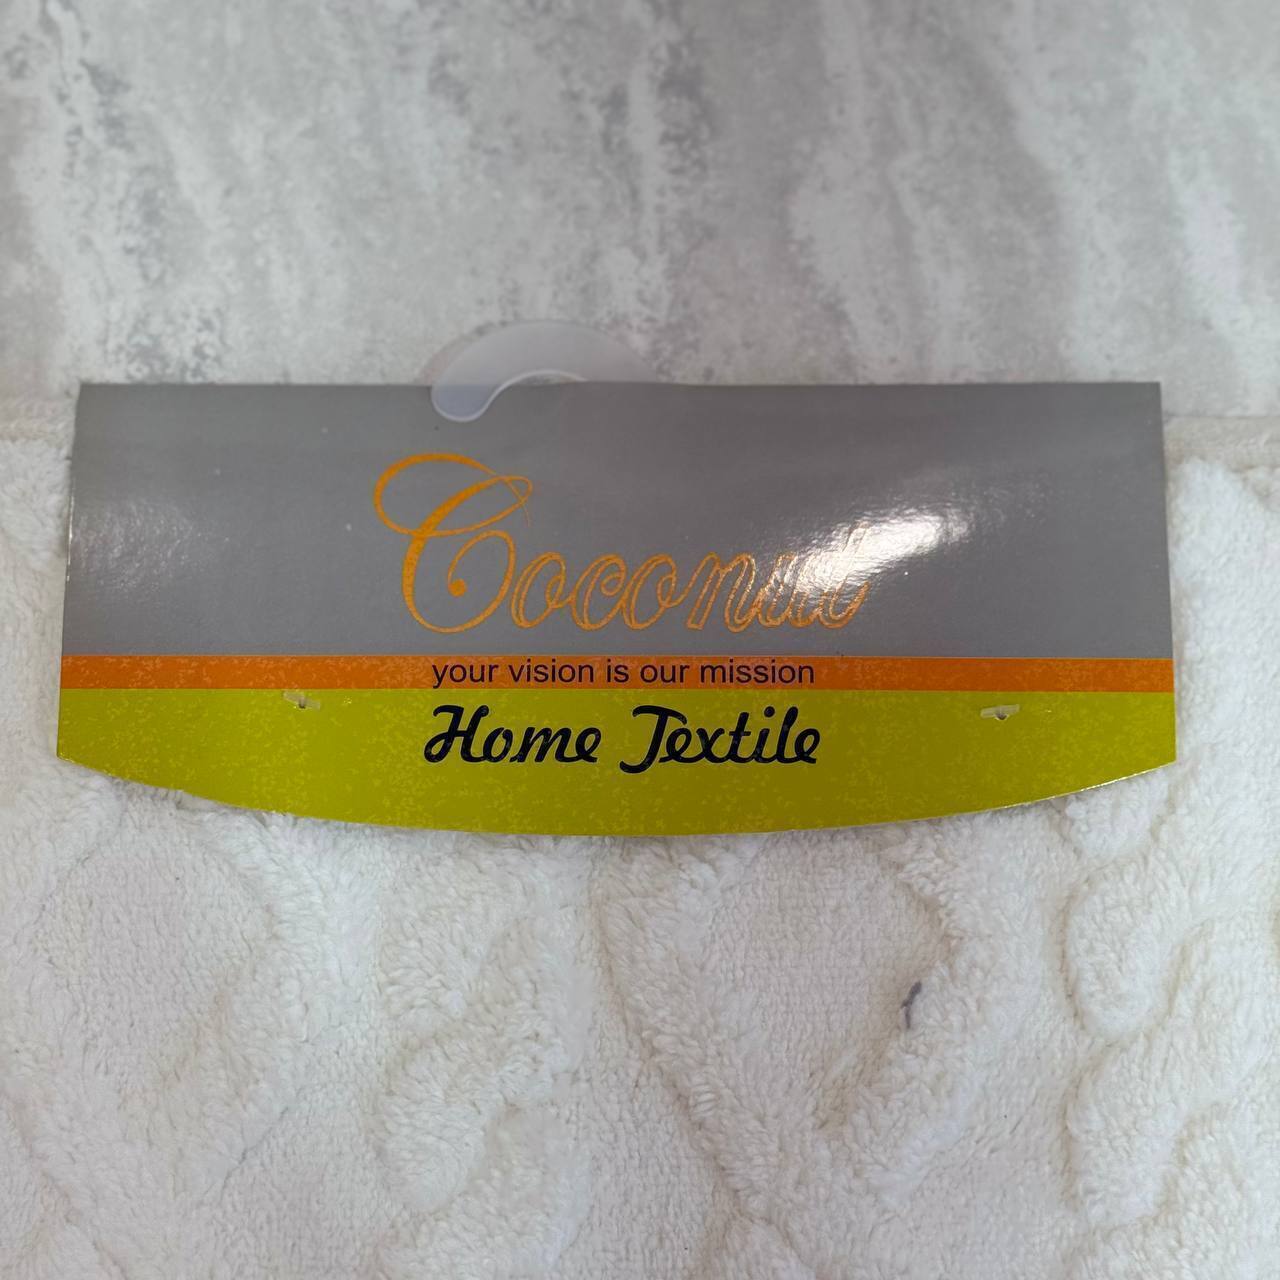 Coconut
your vision is our mission
Home Textile